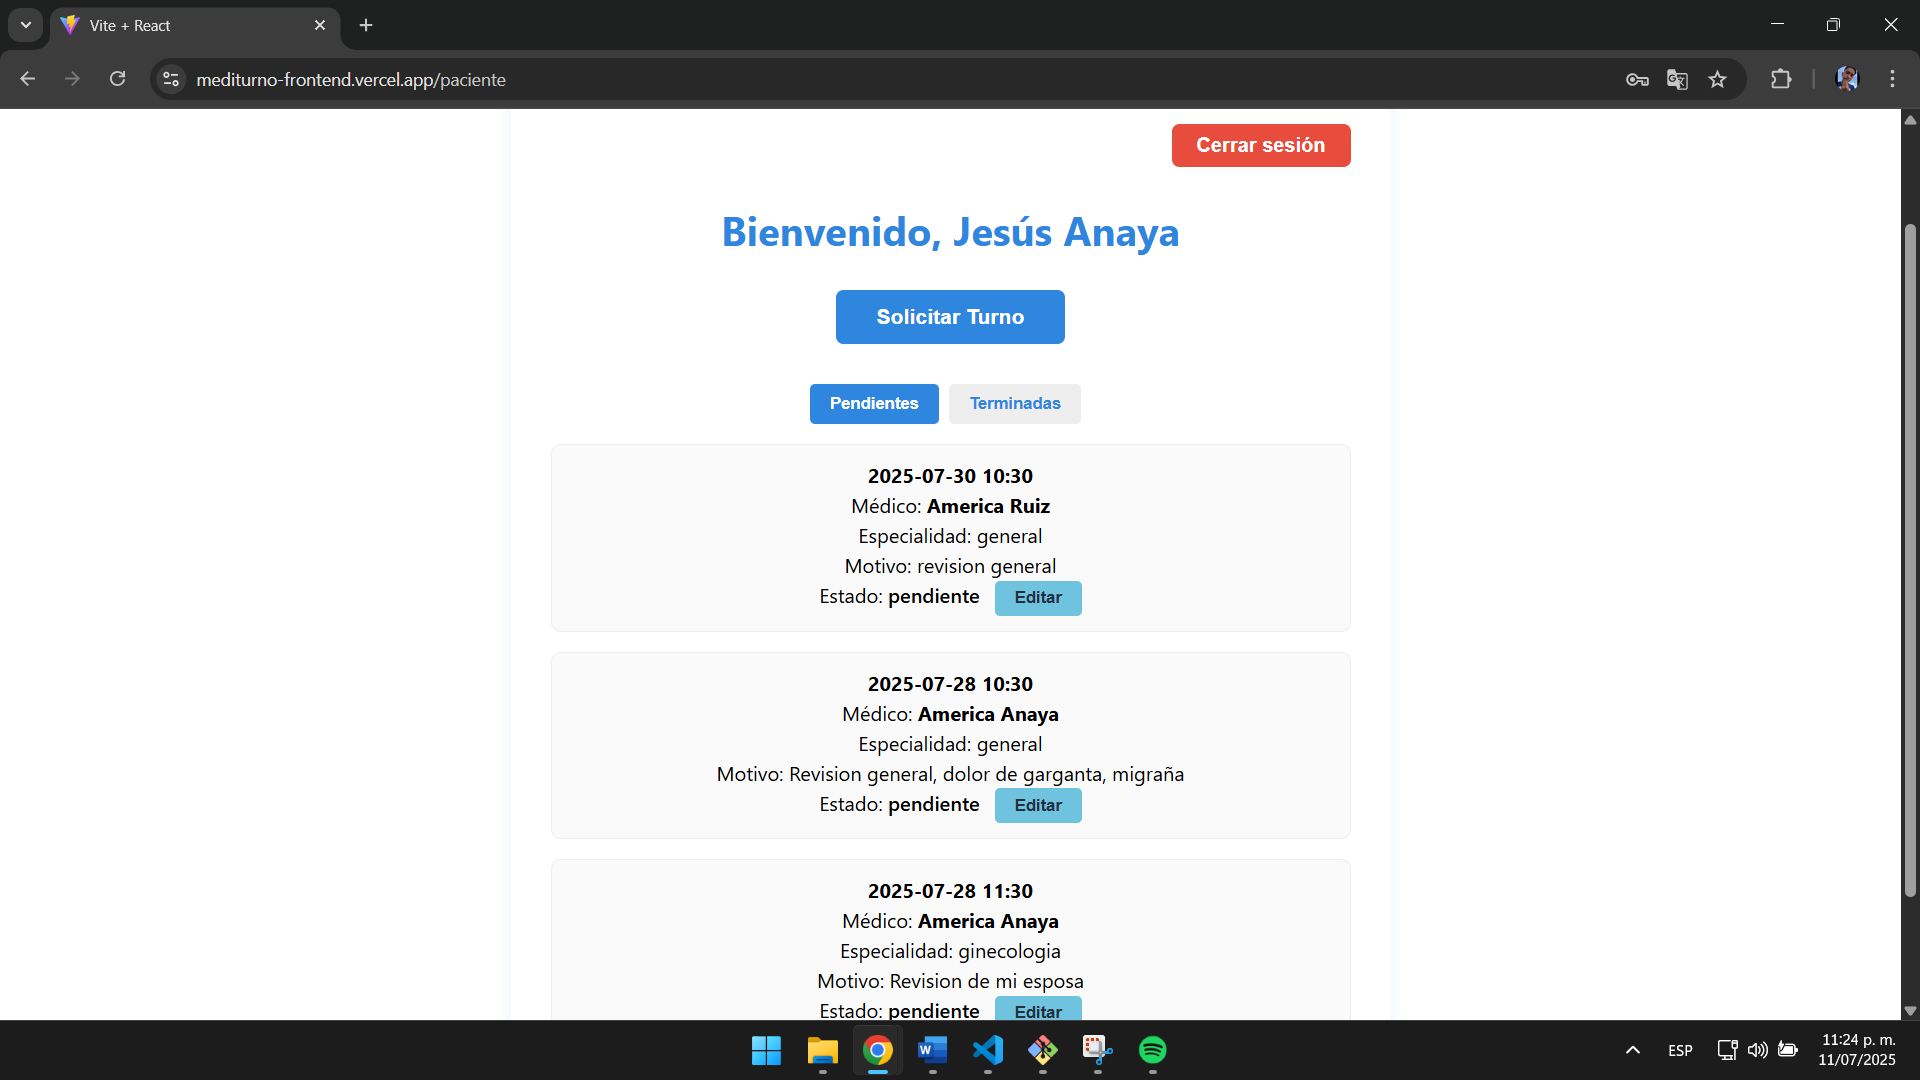 Vite + React
mediturno-frontend.vercel.app/paciente
Cerrar sesión
Bienvenido, Jesús Anaya
Solicitar Turno
Pendientes
Terminadas
2025-07-30 10:30
Médico: America Ruiz
Especialidad: general
Motivo: revision general
Estado: pendiente
Editar
2025-07-28 10:30
Médico: America Anaya
Especialidad: general
Motivo: Revision general, dolor de garganta, migraña
Estado: pendiente
Editar
2025-07-28 11:30
Médico: America Anaya
Especialidad: ginecologia
Motivo: Revision de mi esposa
Estado: pendiente
Editar
ESP
11:24 p. m.
11/07/2025